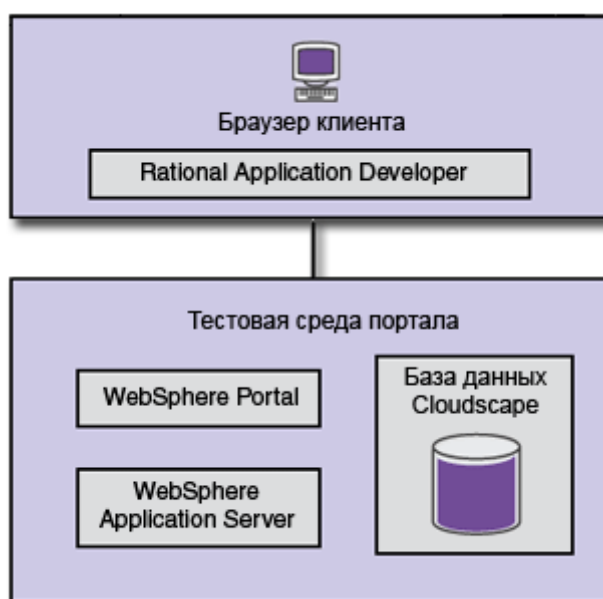 Браузер клиента
Rational Application Developer
Тестовая среда портала
WebSphere Portal
База данных
Cloudscape
WebSphere
Application Server